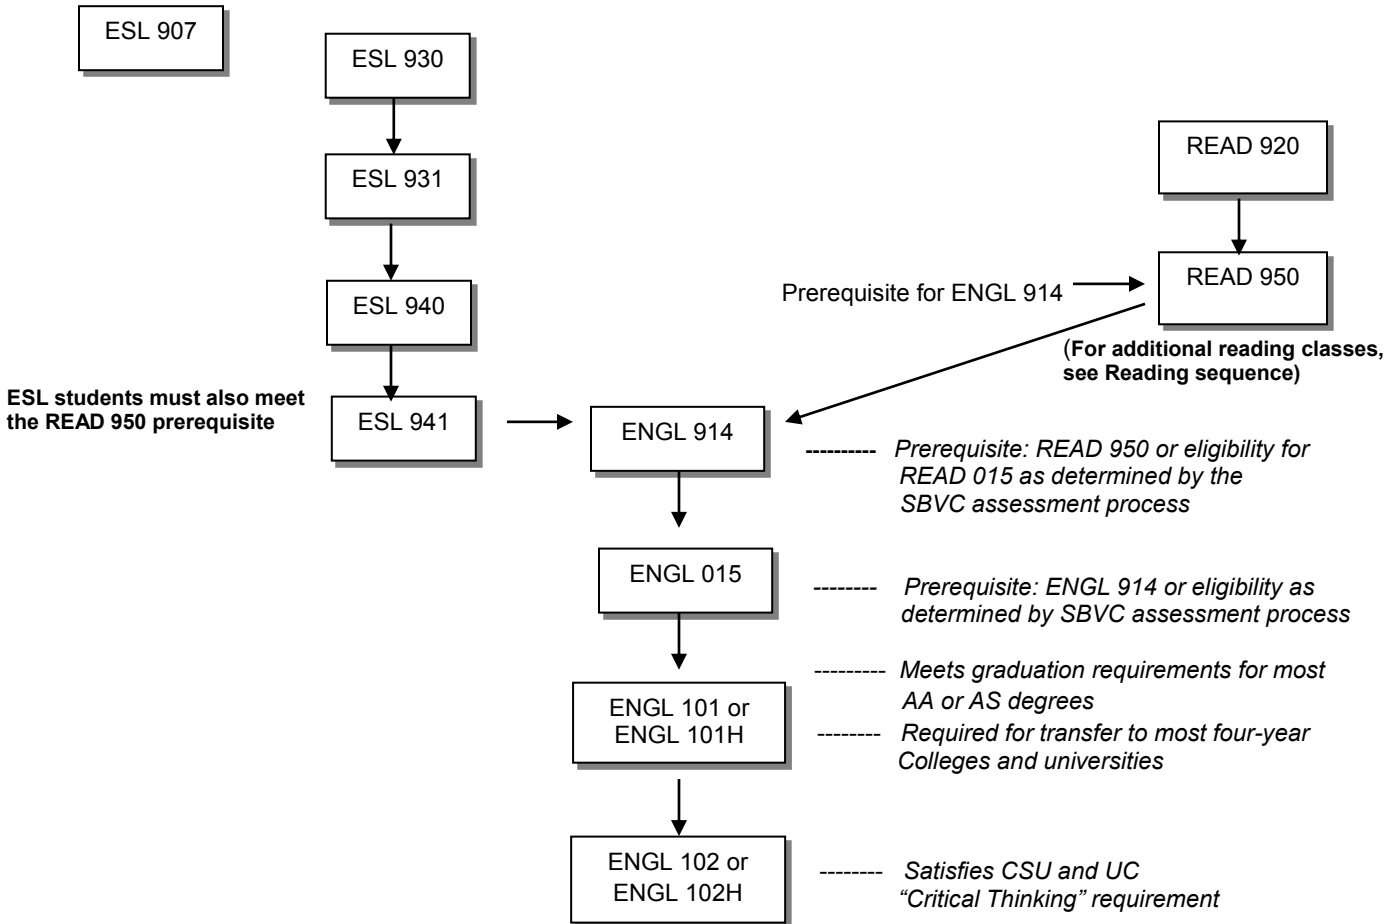 ESL 907
ESL 930
ESL 931
READ 920
ESL 940
Prerequisite for ENGL 914
READ 950
(For additional reading classes,
see Reading sequence)
ESL students must also meet
the READ 950 prerequisite
ESL 941
ENGL 914
---------- Prerequisite: READ 950 or eligibility for
READ 015 as determined by the
SBVC assessment process
ENGL 015
-------- Prerequisite: ENGL 914 or eligibility as
determined by SBVC assessment process
--------- Meets graduation requirements for most
AA or AS degrees
ENGL 101 or
ENGL 101H
-------- Required for transfer to most four-year
Colleges and universities
ENGL 102 or
ENGL 102H
-------- Satisfies CSU and UC
“Critical Thinking” requirement